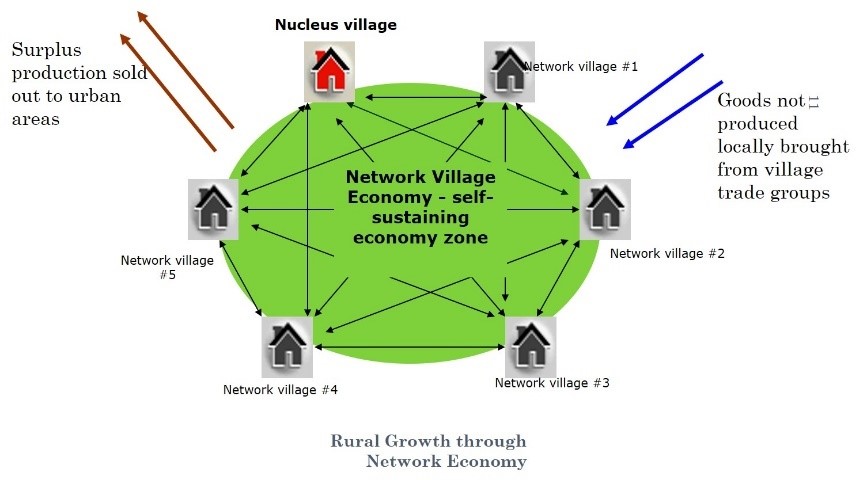 Nucleus village
Surplus
production sold
out to urban
areas
Network village #1
Goods not
produced
locally brought
from village
trade groups
Network Village
Economy - self-
sustaining
economy zone
Network village
#5
Network village #2
Network village #4
Network village #3
Rural Growth through
Network Economy